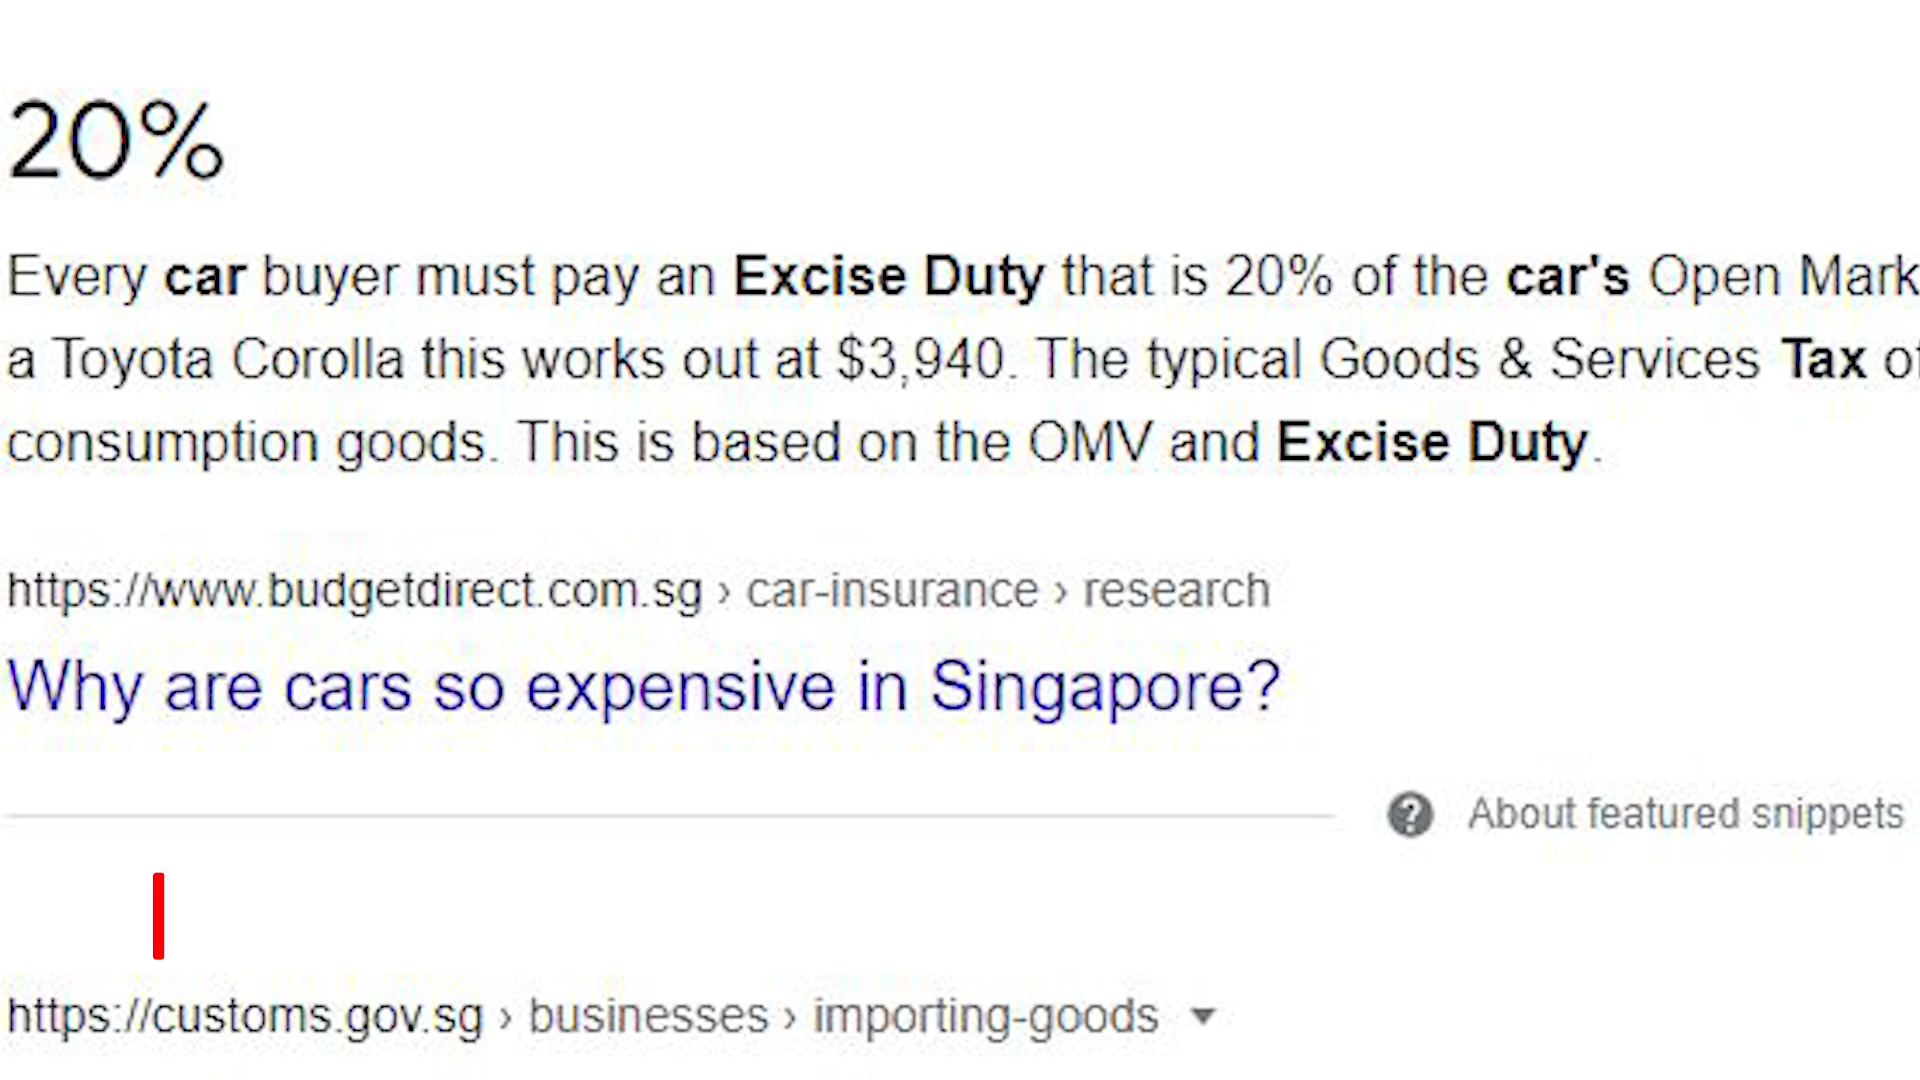 20%
Every car buyer must pay an Excise Duty that is 20% of the car's Open Mark
a Toyota Corolla this works out at $3,940. The typical Goods & Services Tax of
consumption goods. This is based on the OMV and Excise Duty.
https://www.budgetdirect.com.sg › car-insurance › research
Why are cars so expensive in Singapore?
About featured snippets
https://customs.gov.sg › businesses › importing-goods